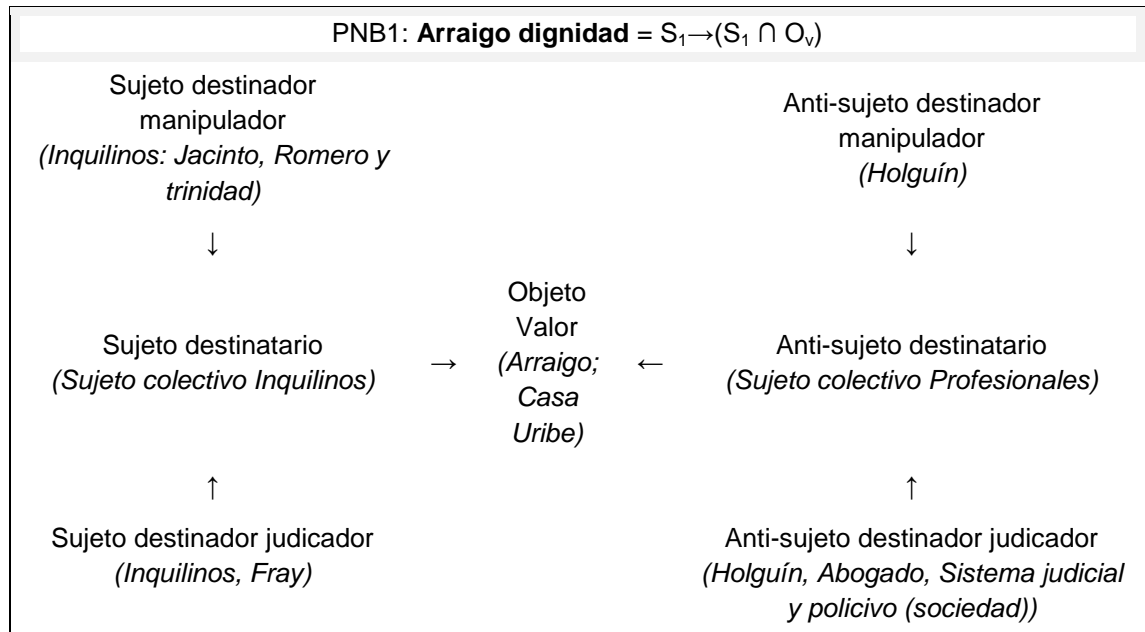 PNB1: Arraigo dignidad = S₁→(S₁ ∩ Oᵥ)
Sujeto destinador
manipulador
(Inquilinos: Jacinto, Romero y
trinidad)
↓
Anti-sujeto destinador
manipulador
(Holguín)
↓
Sujeto destinatario
(Sujeto colectivo Inquilinos)
→
Objeto
Valor
(Arraigo;
Casa
Uribe)
←
Anti-sujeto destinatario
(Sujeto colectivo Profesionales)
↑
Sujeto destinador judicador
(Inquilinos, Fray)
↑
Anti-sujeto destinador judicador
(Holguín, Abogado, Sistema judicial
y policivo (sociedad))